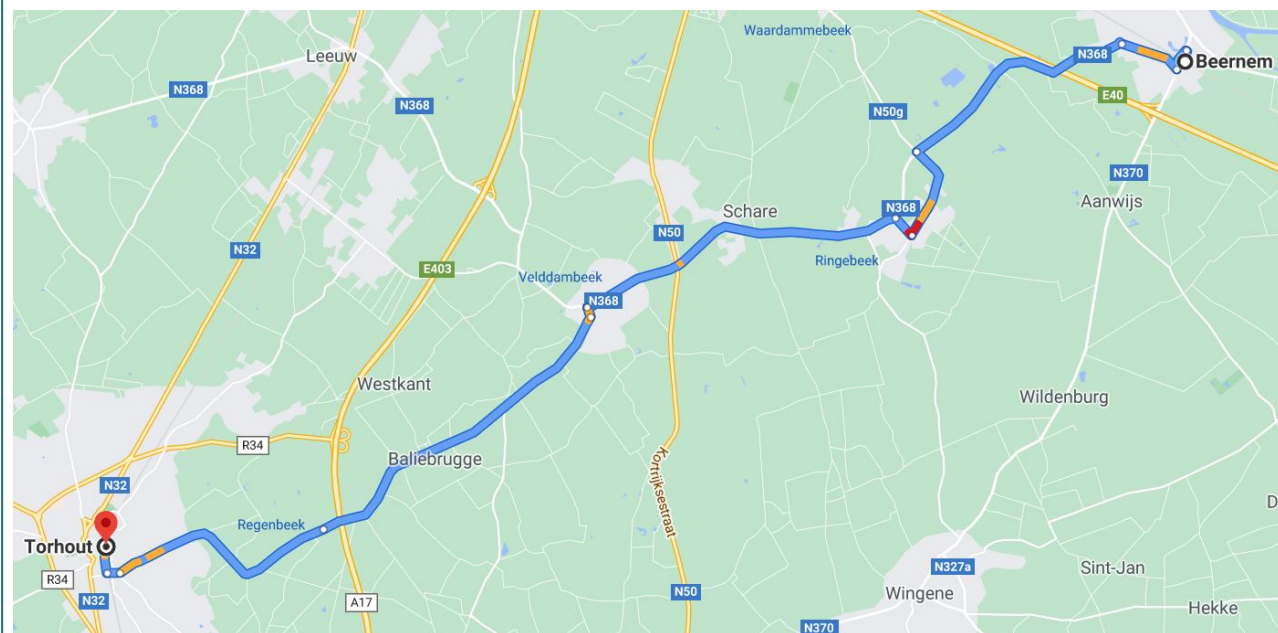 Waardammebeek
N368
Beernem
Leeuw
N368
E40
N368
N50g
N370
Aanwijs
Schare
N368
N50
N32
Ringebeek
E403
Velddambeek
N368
Westkant
Wildenburg
R34
Baliebrugge
Kortrijksestraat
N32
D
Regenbeek
Torhout
N327a
Sint-Jan
R34
N32
A17
N50
Wingene
Hekke
N370